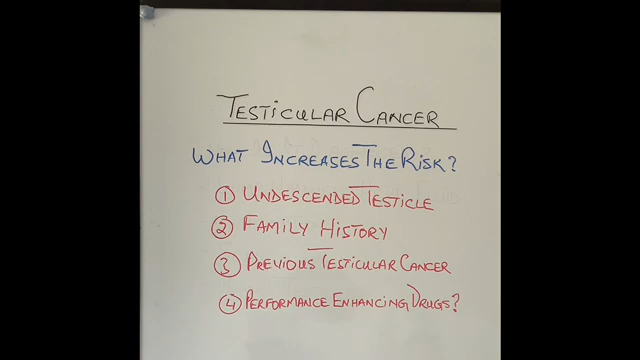 TESTICULAR CANCER
WHAT INCREASES THE RISK?
① UNDESCENDED TESTICLE
② FAMILY HISTORY
③ PREVIOUS TESTICULAR CANCER
④ PERFORMANCE ENHANCING DRUGS?